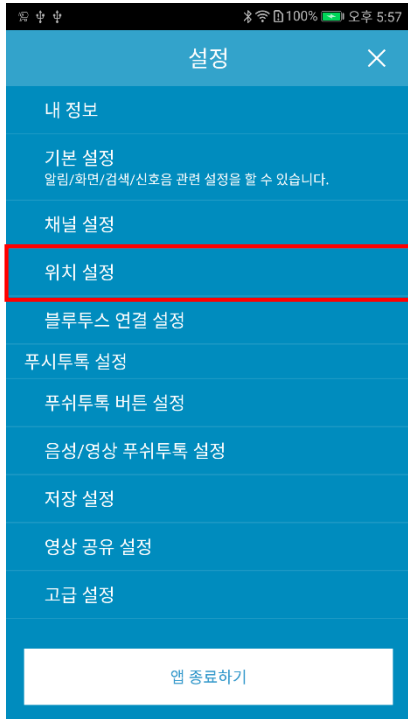 100% 오후 5:57
설정
내 정보
기본 설정
알림/화면/검색/신호음 관련 설정을 할 수 있습니다.
채널 설정
위치 설정
블루투스 연결 설정
푸시투톡 설정
푸쉬투톡 버튼 설정
음성/영상 푸쉬투톡 설정
저장 설정
영상 공유 설정
고급 설정
앱 종료하기